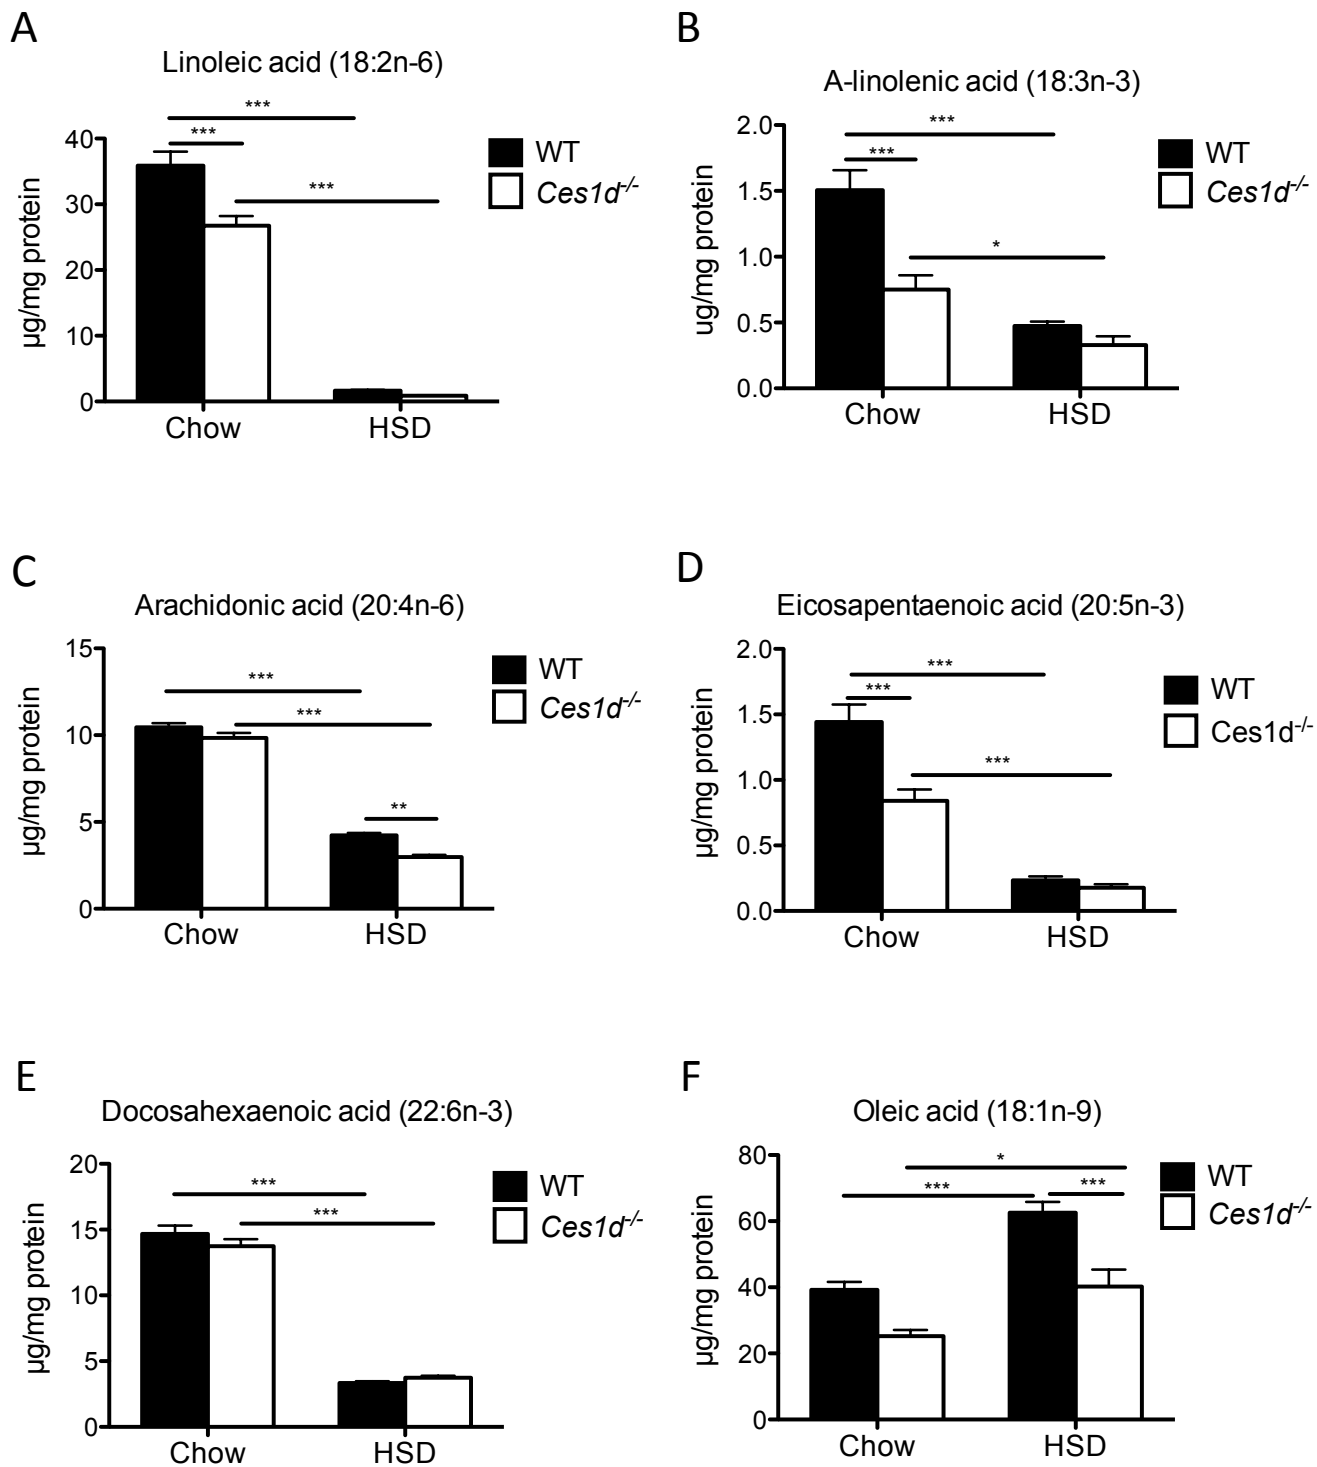 A
Linoleic acid (18:2n-6)
***
***
***
40
30
20
10
0
µg/mg protein
Chow
HSD
WT
Ces1d-/-
B
A-linolenic acid (18:3n-3)
***
***
*
2.0
1.5
1.0
0.5
0.0
ug/mg protein
Chow
HSD
WT
Ces1d-/-
C
Arachidonic acid (20:4n-6)
***
***
**
15
10
5
0
µg/mg protein
Chow
HSD
WT
Ces1d-/-
D
Eicosapentaenoic acid (20:5n-3)
***
***
***
2.0
1.5
1.0
0.5
0.0
µg/mg protein
Chow
HSD
WT
Ces1d-/-
E
Docosahexaenoic acid (22:6n-3)
***
***
20
15
10
5
0
µg/mg protein
Chow
HSD
WT
Ces1d-/-
F
Oleic acid (18:1n-9)
*
***
***
80
60
40
20
0
µg/mg protein
Chow
HSD
WT
Ces1d-/-